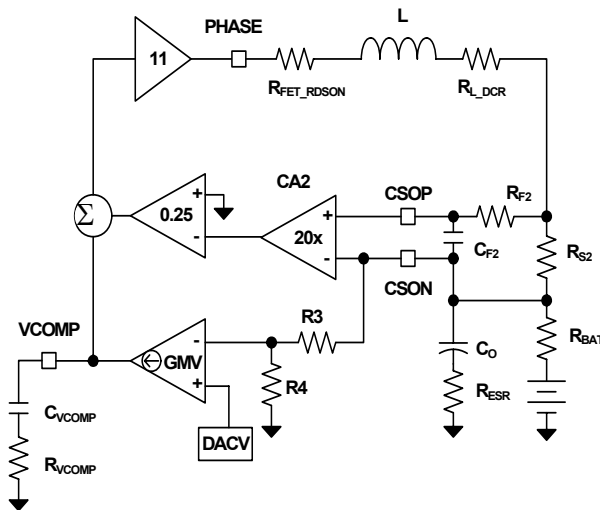 PHASE
L
11
R_FET_RDSON
R_L_DCR
CA2
CSOP
R_F2
+
+
Σ
0.25
20x
C_F2
R_S2
-
-
CSON
VCOMP
R3
R_BAT
-
GMV
C_O
+
R4
R_ESR
C_VCOMP
DACV
R_VCOMP